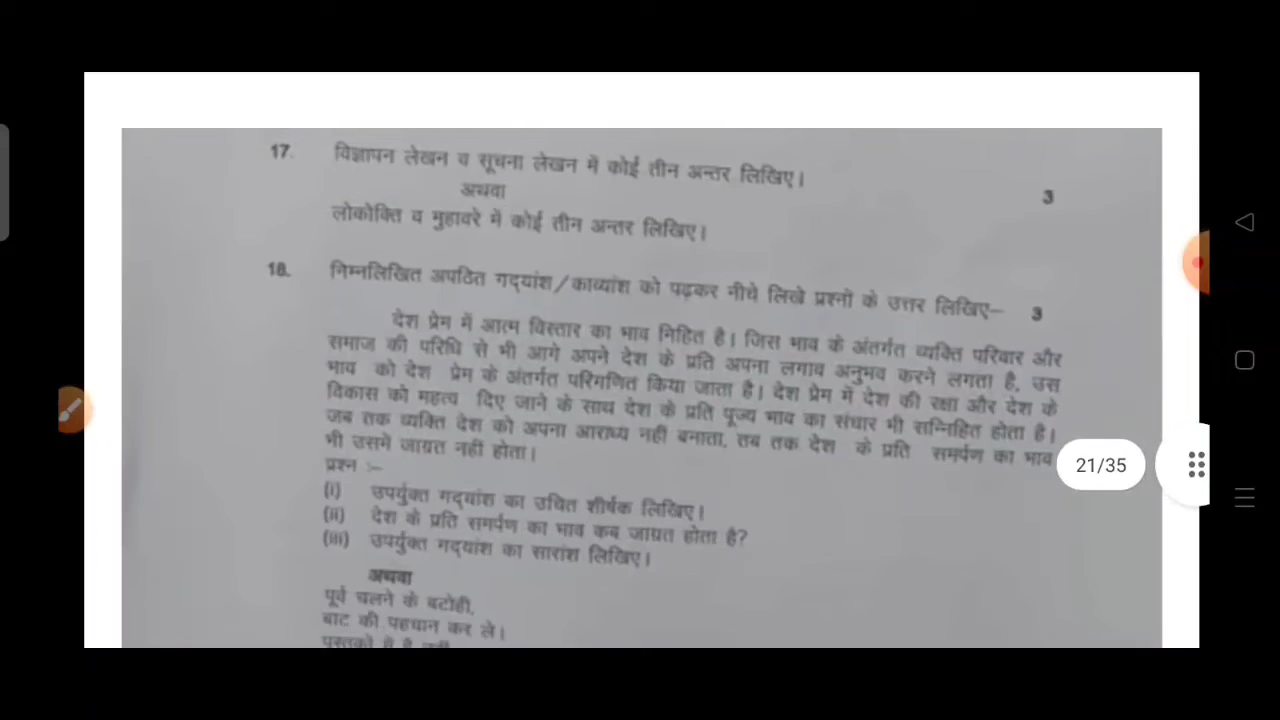 17. विज्ञापन लेखन व सूचना लेखन में कोई तीन अन्तर लिखिए।
3
अथवा
लोकोक्ति व मुहावरे में कोई तीन अन्तर लिखिए।
18. निम्नलिखित अपठित गद्यांश/काव्यांश को पढ़कर नीचे लिखे प्रश्नों के उत्तर लिखिए– 3
देश प्रेम में आत्म विस्तार का भाव निहित है। जिस भाव के अंतर्गत व्यक्ति परिवार और
समाज की परिधि से भी आगे अपने देश के प्रति अपना लगाव अनुभव करने लगता है, उस
भाव को देश प्रेम के अंतर्गत परिगणित किया जाता है। देश प्रेम में देश की रक्षा और देश के
विकास को महत्व दिए जाने के साथ देश के प्रति पूज्य भाव का संचार भी सन्निहित होता है।
जब तक व्यक्ति देश को अपना आराध्य नहीं बनाता, तब तक देश के प्रति समर्पण का भाव
भी उसमें जाग्रत नहीं होता।
21/35
प्रश्न :–
(i) उपर्युक्त गद्यांश का उचित शीर्षक लिखिए।
(ii) देश के प्रति समर्पण का भाव कब जाग्रत होता है?
(iii) उपर्युक्त गद्यांश का सारांश लिखिए।
अथवा
पूर्व चलने के बटोही,
बाट की पहचान कर ले।